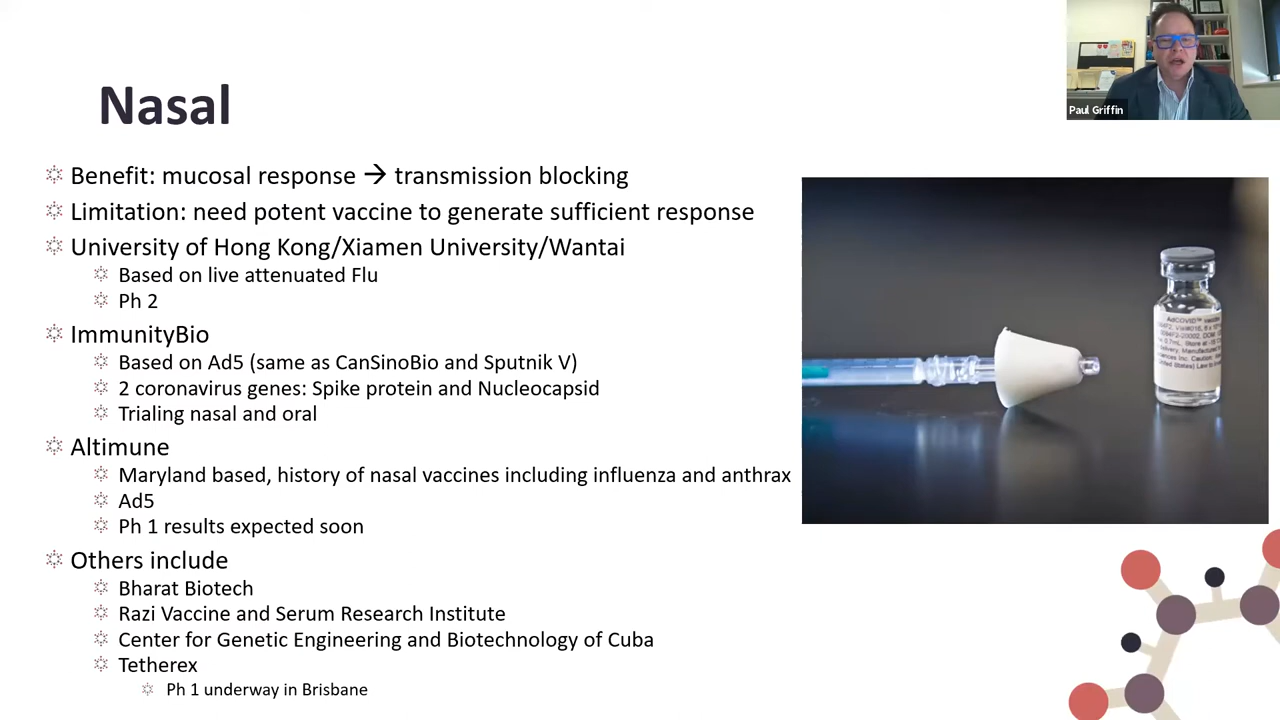 Paul Griffin
Nasal
Benefit: mucosal response → transmission blocking
Limitation: need potent vaccine to generate sufficient response
University of Hong Kong/Xiamen University/Wantai
Based on live attenuated Flu
Ph 2
ImmunityBio
Based on Ad5 (same as CanSinoBio and Sputnik V)
2 coronavirus genes: Spike protein and Nucleocapsid
Trialing nasal and oral
Altimune
Maryland based, history of nasal vaccines including influenza and anthrax
Ad5
Ph 1 results expected soon
Others include
Bharat Biotech
Razi Vaccine and Serum Research Institute
Center for Genetic Engineering and Biotechnology of Cuba
Tetherex
Ph 1 underway in Brisbane
AdCOVID™